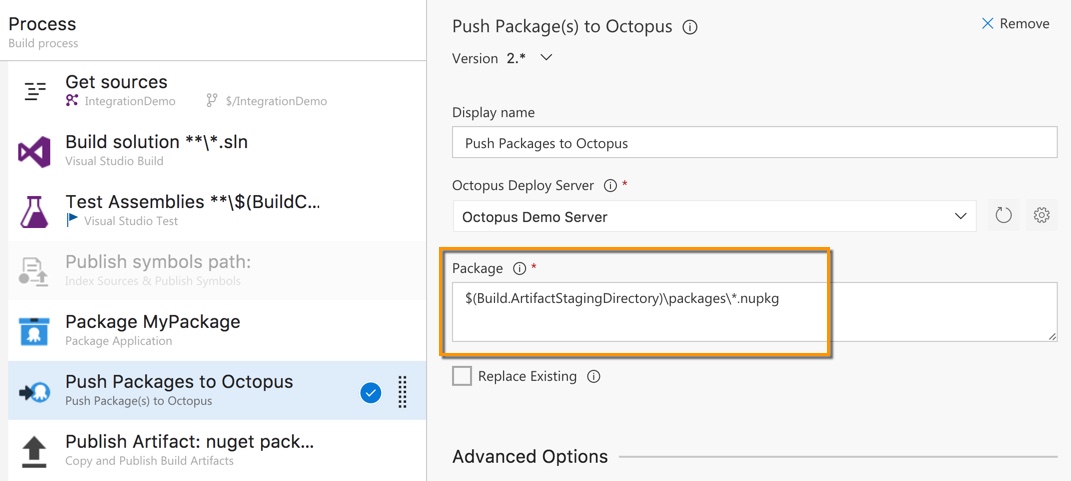 Process
Build process
Get sources
IntegrationDemo $/IntegrationDemo
Build solution **\*.sln
Visual Studio Build
Test Assemblies **\$(BuildC...
Visual Studio Test
Publish symbols path:
Index Sources & Publish Symbols
Package MyPackage
Package Application
Push Packages to Octopus
Push Package(s) to Octopus
Publish Artifact: nuget pack...
Copy and Publish Build Artifacts
Push Package(s) to Octopus
Remove
Version 2.*
Display name
Push Packages to Octopus
Octopus Deploy Server *
Octopus Demo Server
Package *
$(Build.ArtifactStagingDirectory)\packages\*.nupkg
Replace Existing
Advanced Options